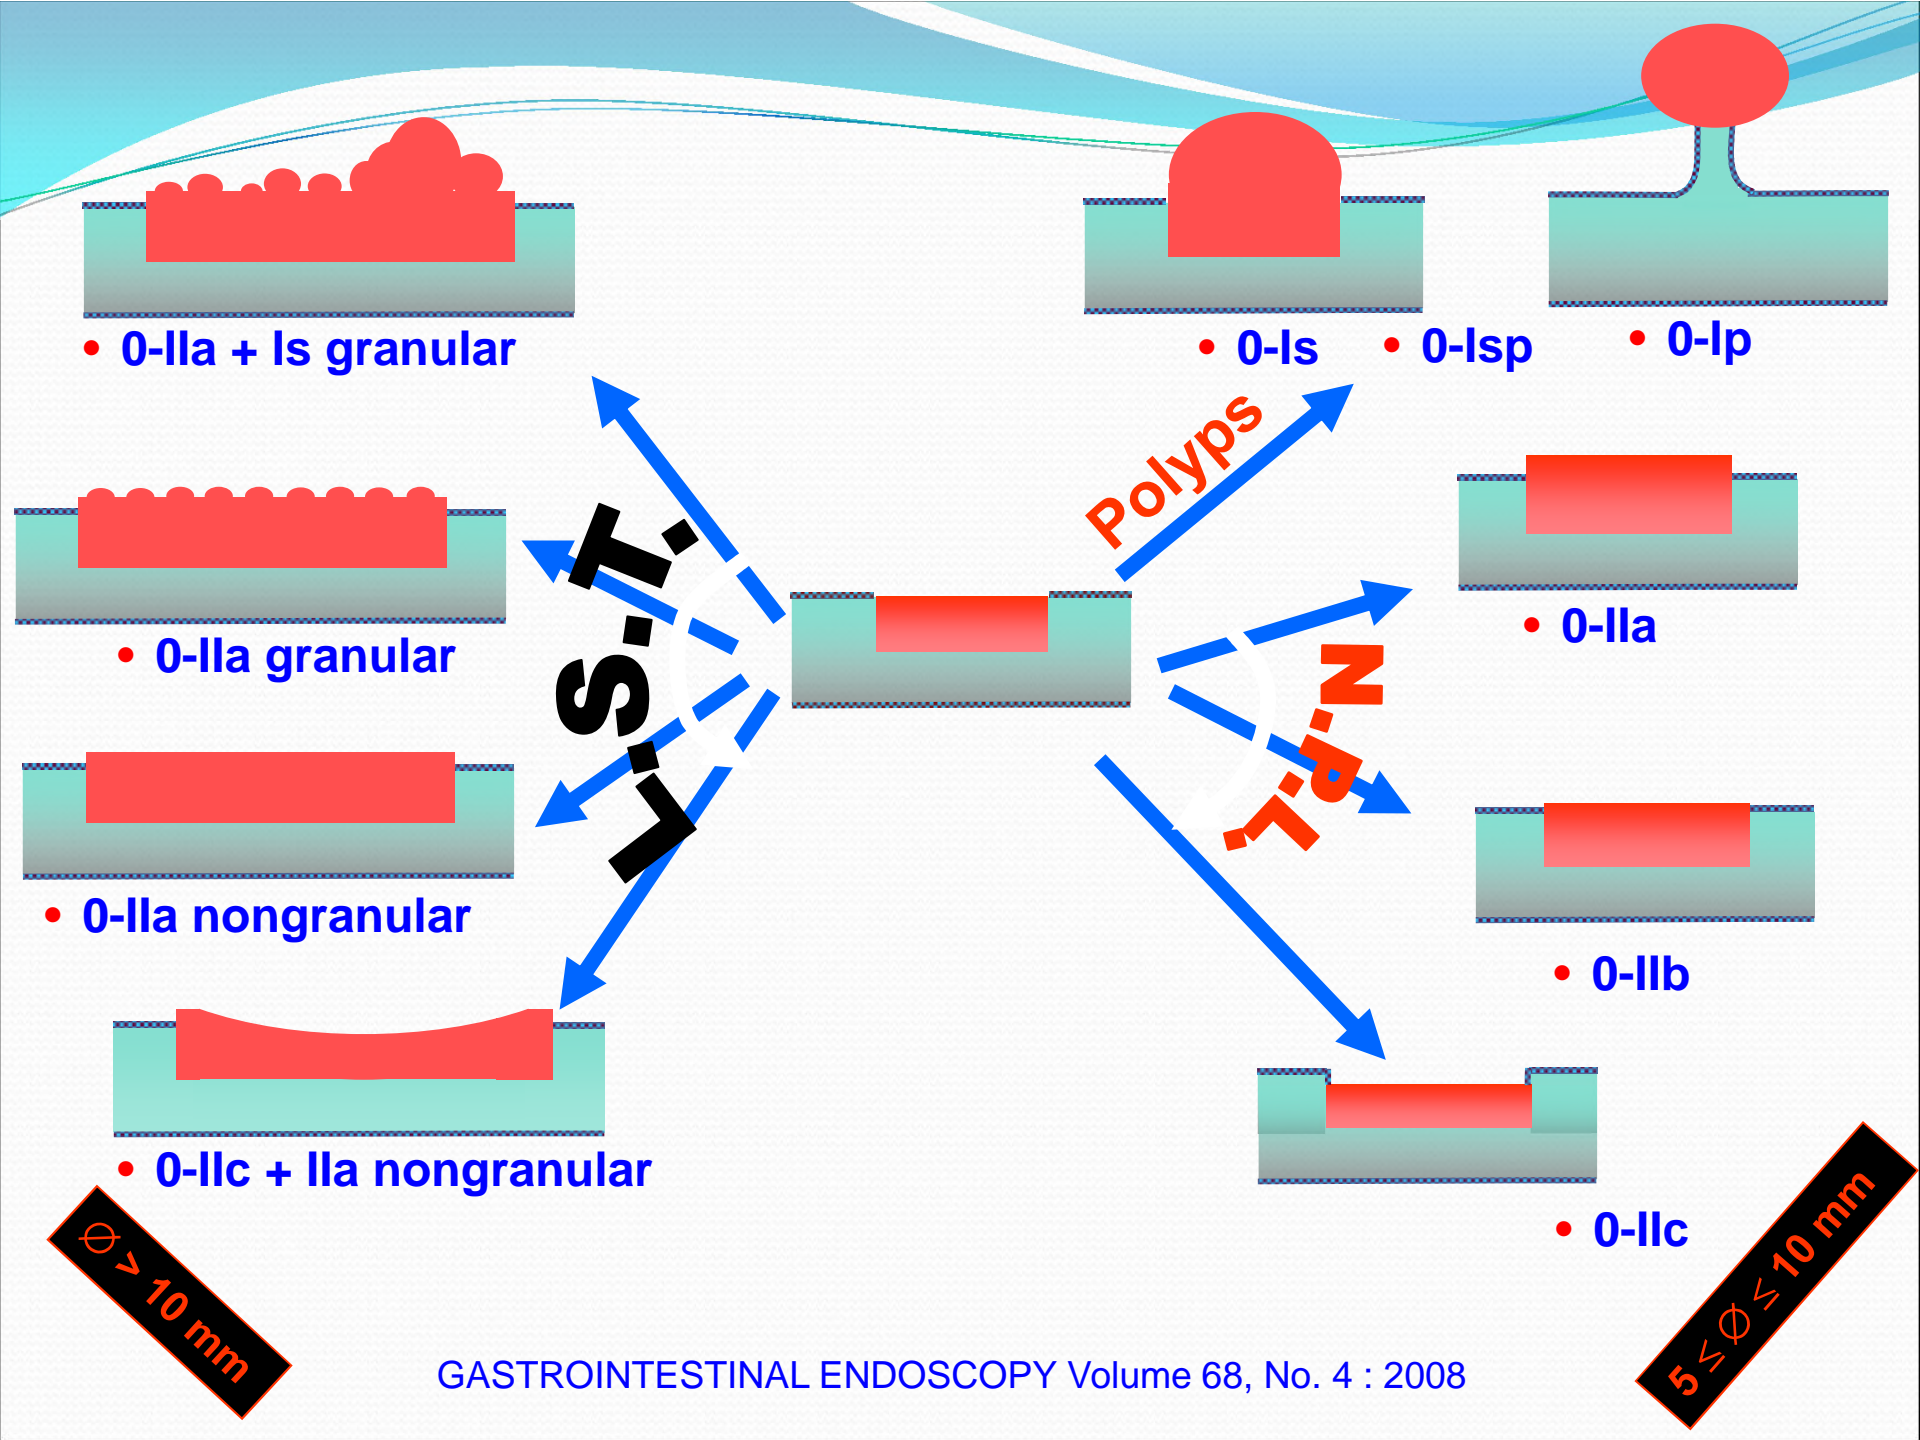 • 0-IIa + Is granular
• 0-Is
• 0-Isp
• 0-Ip
Polyps
• 0-IIa
L.S.T.
• 0-IIa granular
N.P.L.
• 0-IIa nongranular
• 0-IIb
• 0-IIc + IIa nongranular
• 0-IIc
∅ > 10 mm
5 ≤ ∅ ≤ 10 mm
GASTROINTESTINAL ENDOSCOPY Volume 68, No. 4 : 2008